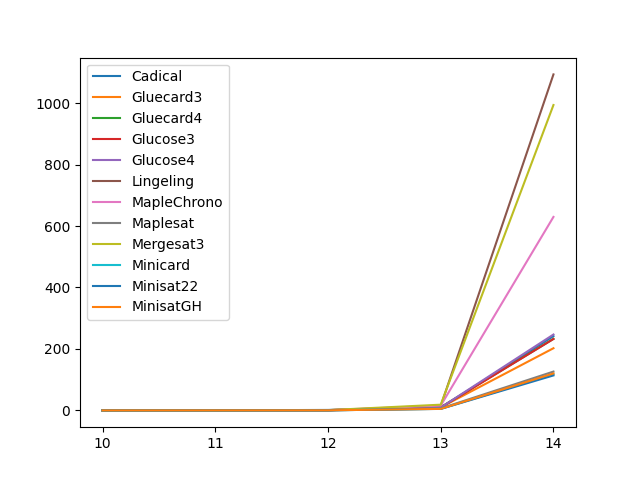 Cadical
Gluecard3
Gluecard4
Glucose3
Glucose4
Lingeling
MapleChrono
Maplesat
Mergesat3
Minicard
Minisat22
MinisatGH
1000
800
600
400
200
0
10 11 12 13 14